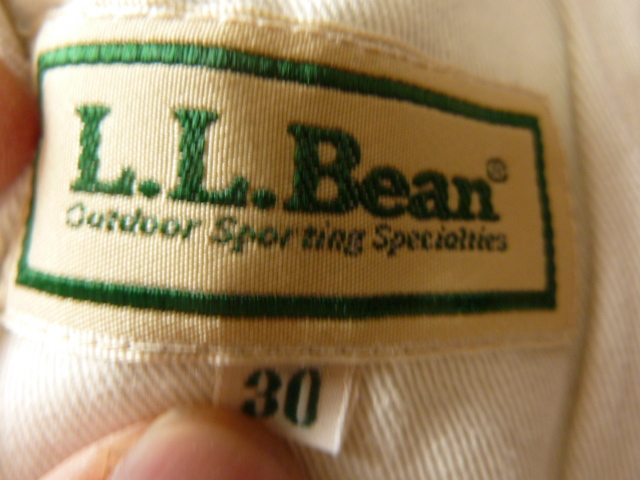 L.L.Bean®
Outdoor Sporting Specialties
30